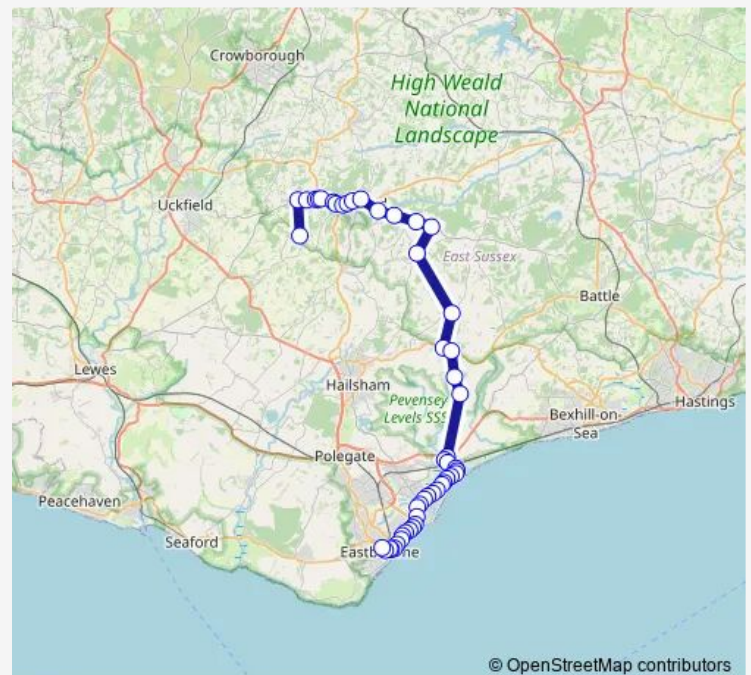 Crowborough
High Weald
National
Landscape
Uckfield
East Sussex
Battle
Lewes
Hailsham
Pevensey
Levels SSS
Hastings
Bexhill-on-
Sea
Polegate
Peacehaven
Seaford
© OpenStreetMap contributors